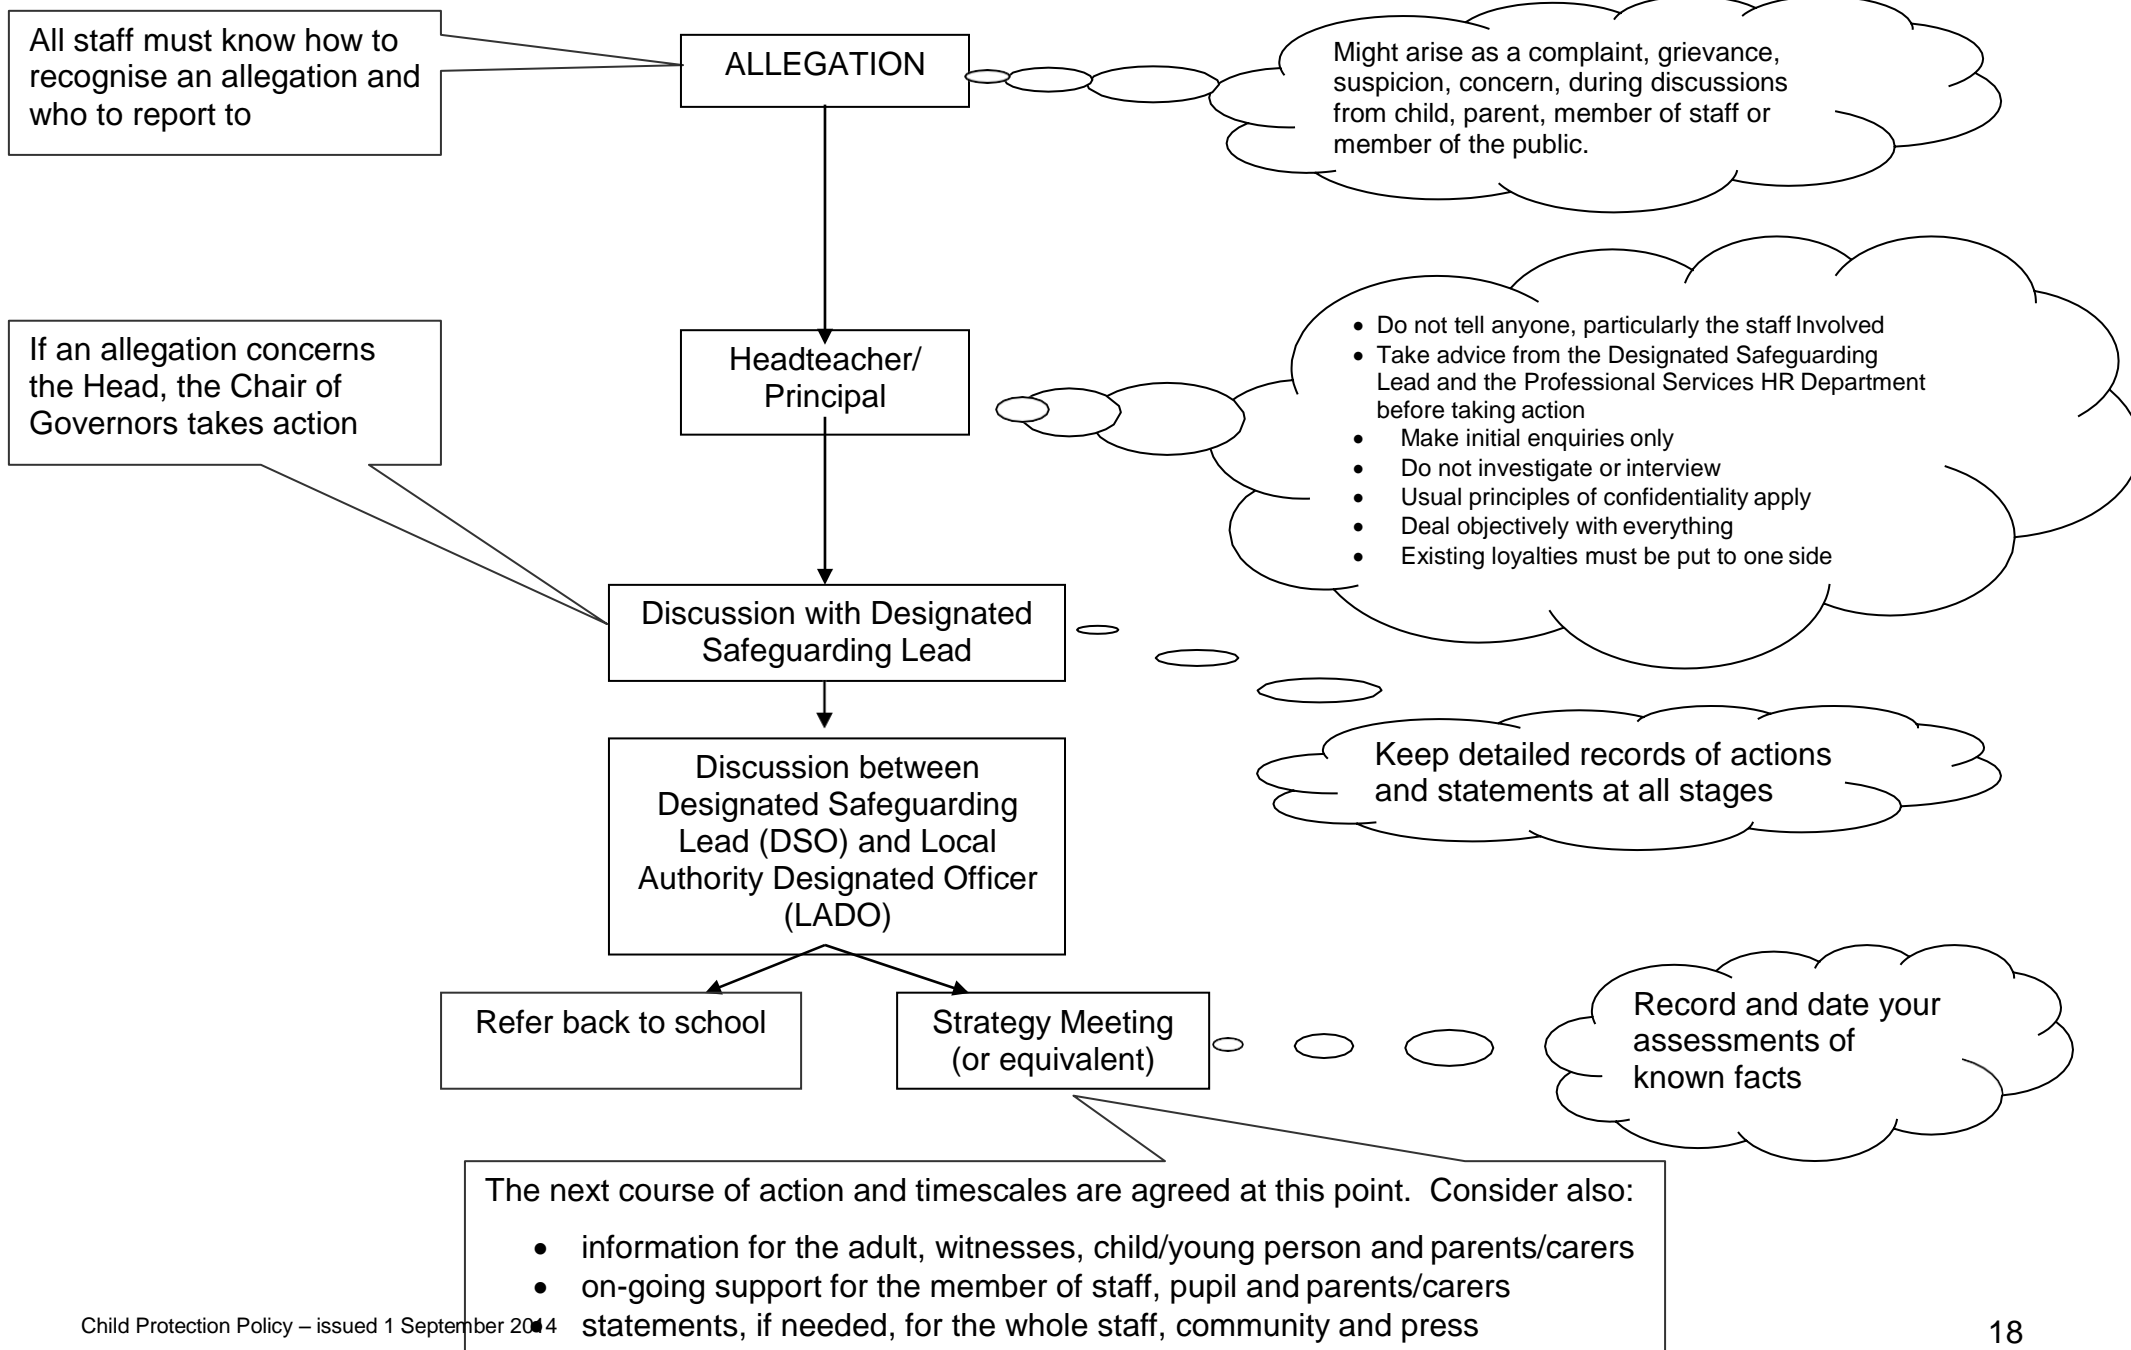 All staff must know how to
recognise an allegation and
who to report to
ALLEGATION
Might arise as a complaint, grievance,
suspicion, concern, during discussions
from child, parent, member of staff or
member of the public.
If an allegation concerns
the Head, the Chair of
Governors takes action
Headteacher/
Principal
• Do not tell anyone, particularly the staff Involved
• Take advice from the Designated Safeguarding
Lead and the Professional Services HR Department
before taking action
• Make initial enquiries only
• Do not investigate or interview
• Usual principles of confidentiality apply
• Deal objectively with everything
• Existing loyalties must be put to one side
Discussion with Designated
Safeguarding Lead
Keep detailed records of actions
and statements at all stages
Discussion between
Designated Safeguarding
Lead (DSO) and Local
Authority Designated Officer
(LADO)
Refer back to school
Strategy Meeting
(or equivalent)
Record and date your
assessments of
known facts
The next course of action and timescales are agreed at this point. Consider also:
• information for the adult, witnesses, child/young person and parents/carers
• on-going support for the member of staff, pupil and parents/carers
• statements, if needed, for the whole staff, community and press
Child Protection Policy – issued 1 September 2014
18